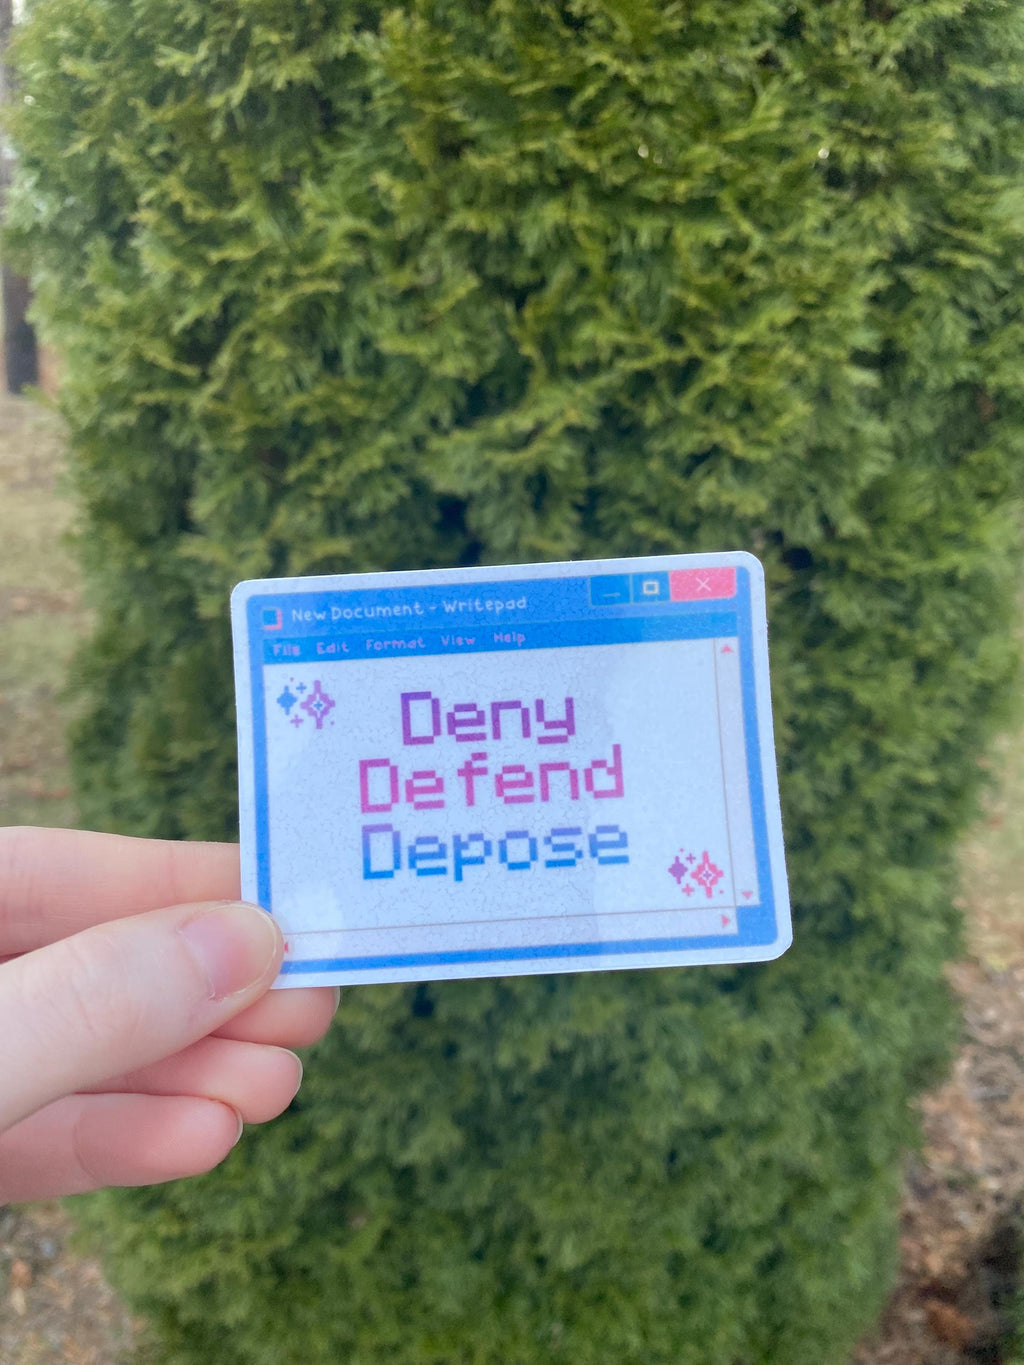 New Document - Writepad
File Edit Format View Help
Deny
Defend
Depose